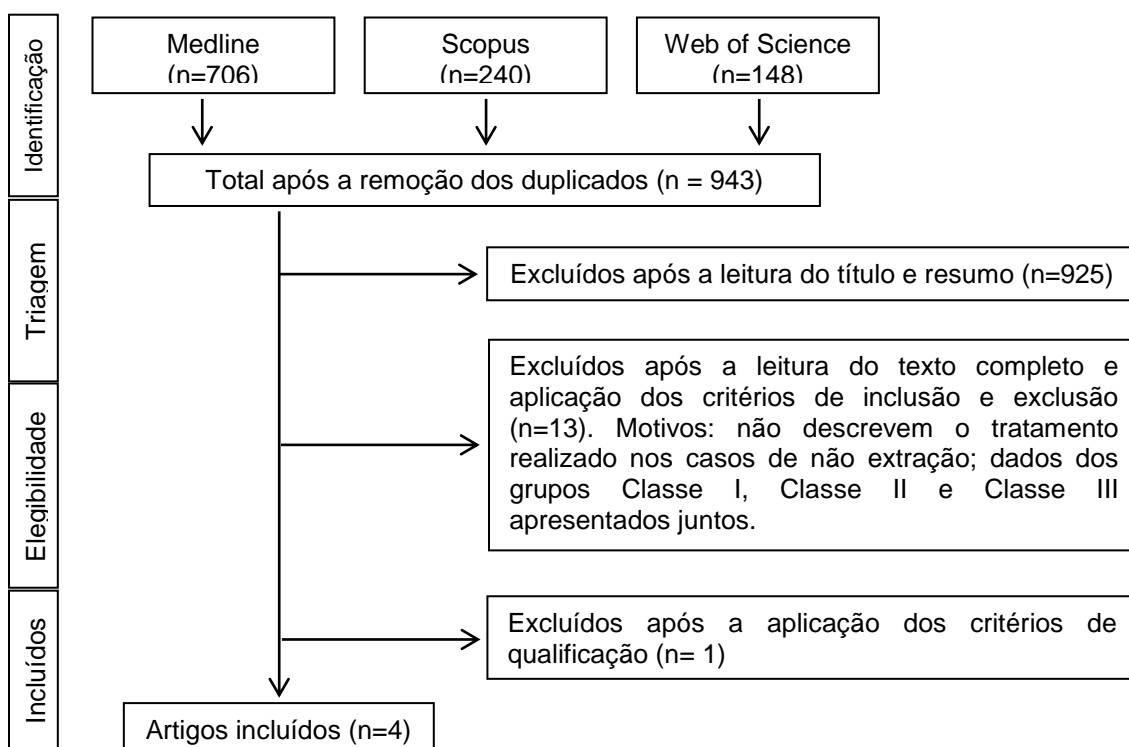 Identificação
Medline
(n=706)
Scopus
(n=240)
Web of Science
(n=148)
Total após a remoção dos duplicados (n = 943)
Triagem
Excluídos após a leitura do título e resumo (n=925)
Elegibilidade
Excluídos após a leitura do texto completo e
aplicação dos critérios de inclusão e exclusão
(n=13). Motivos: não descrevem o tratamento
realizado nos casos de não extração; dados dos
grupos Classe I, Classe II e Classe III
apresentados juntos.
Incluídos
Excluídos após a aplicação dos critérios de
qualificação (n= 1)
Artigos incluídos (n=4)